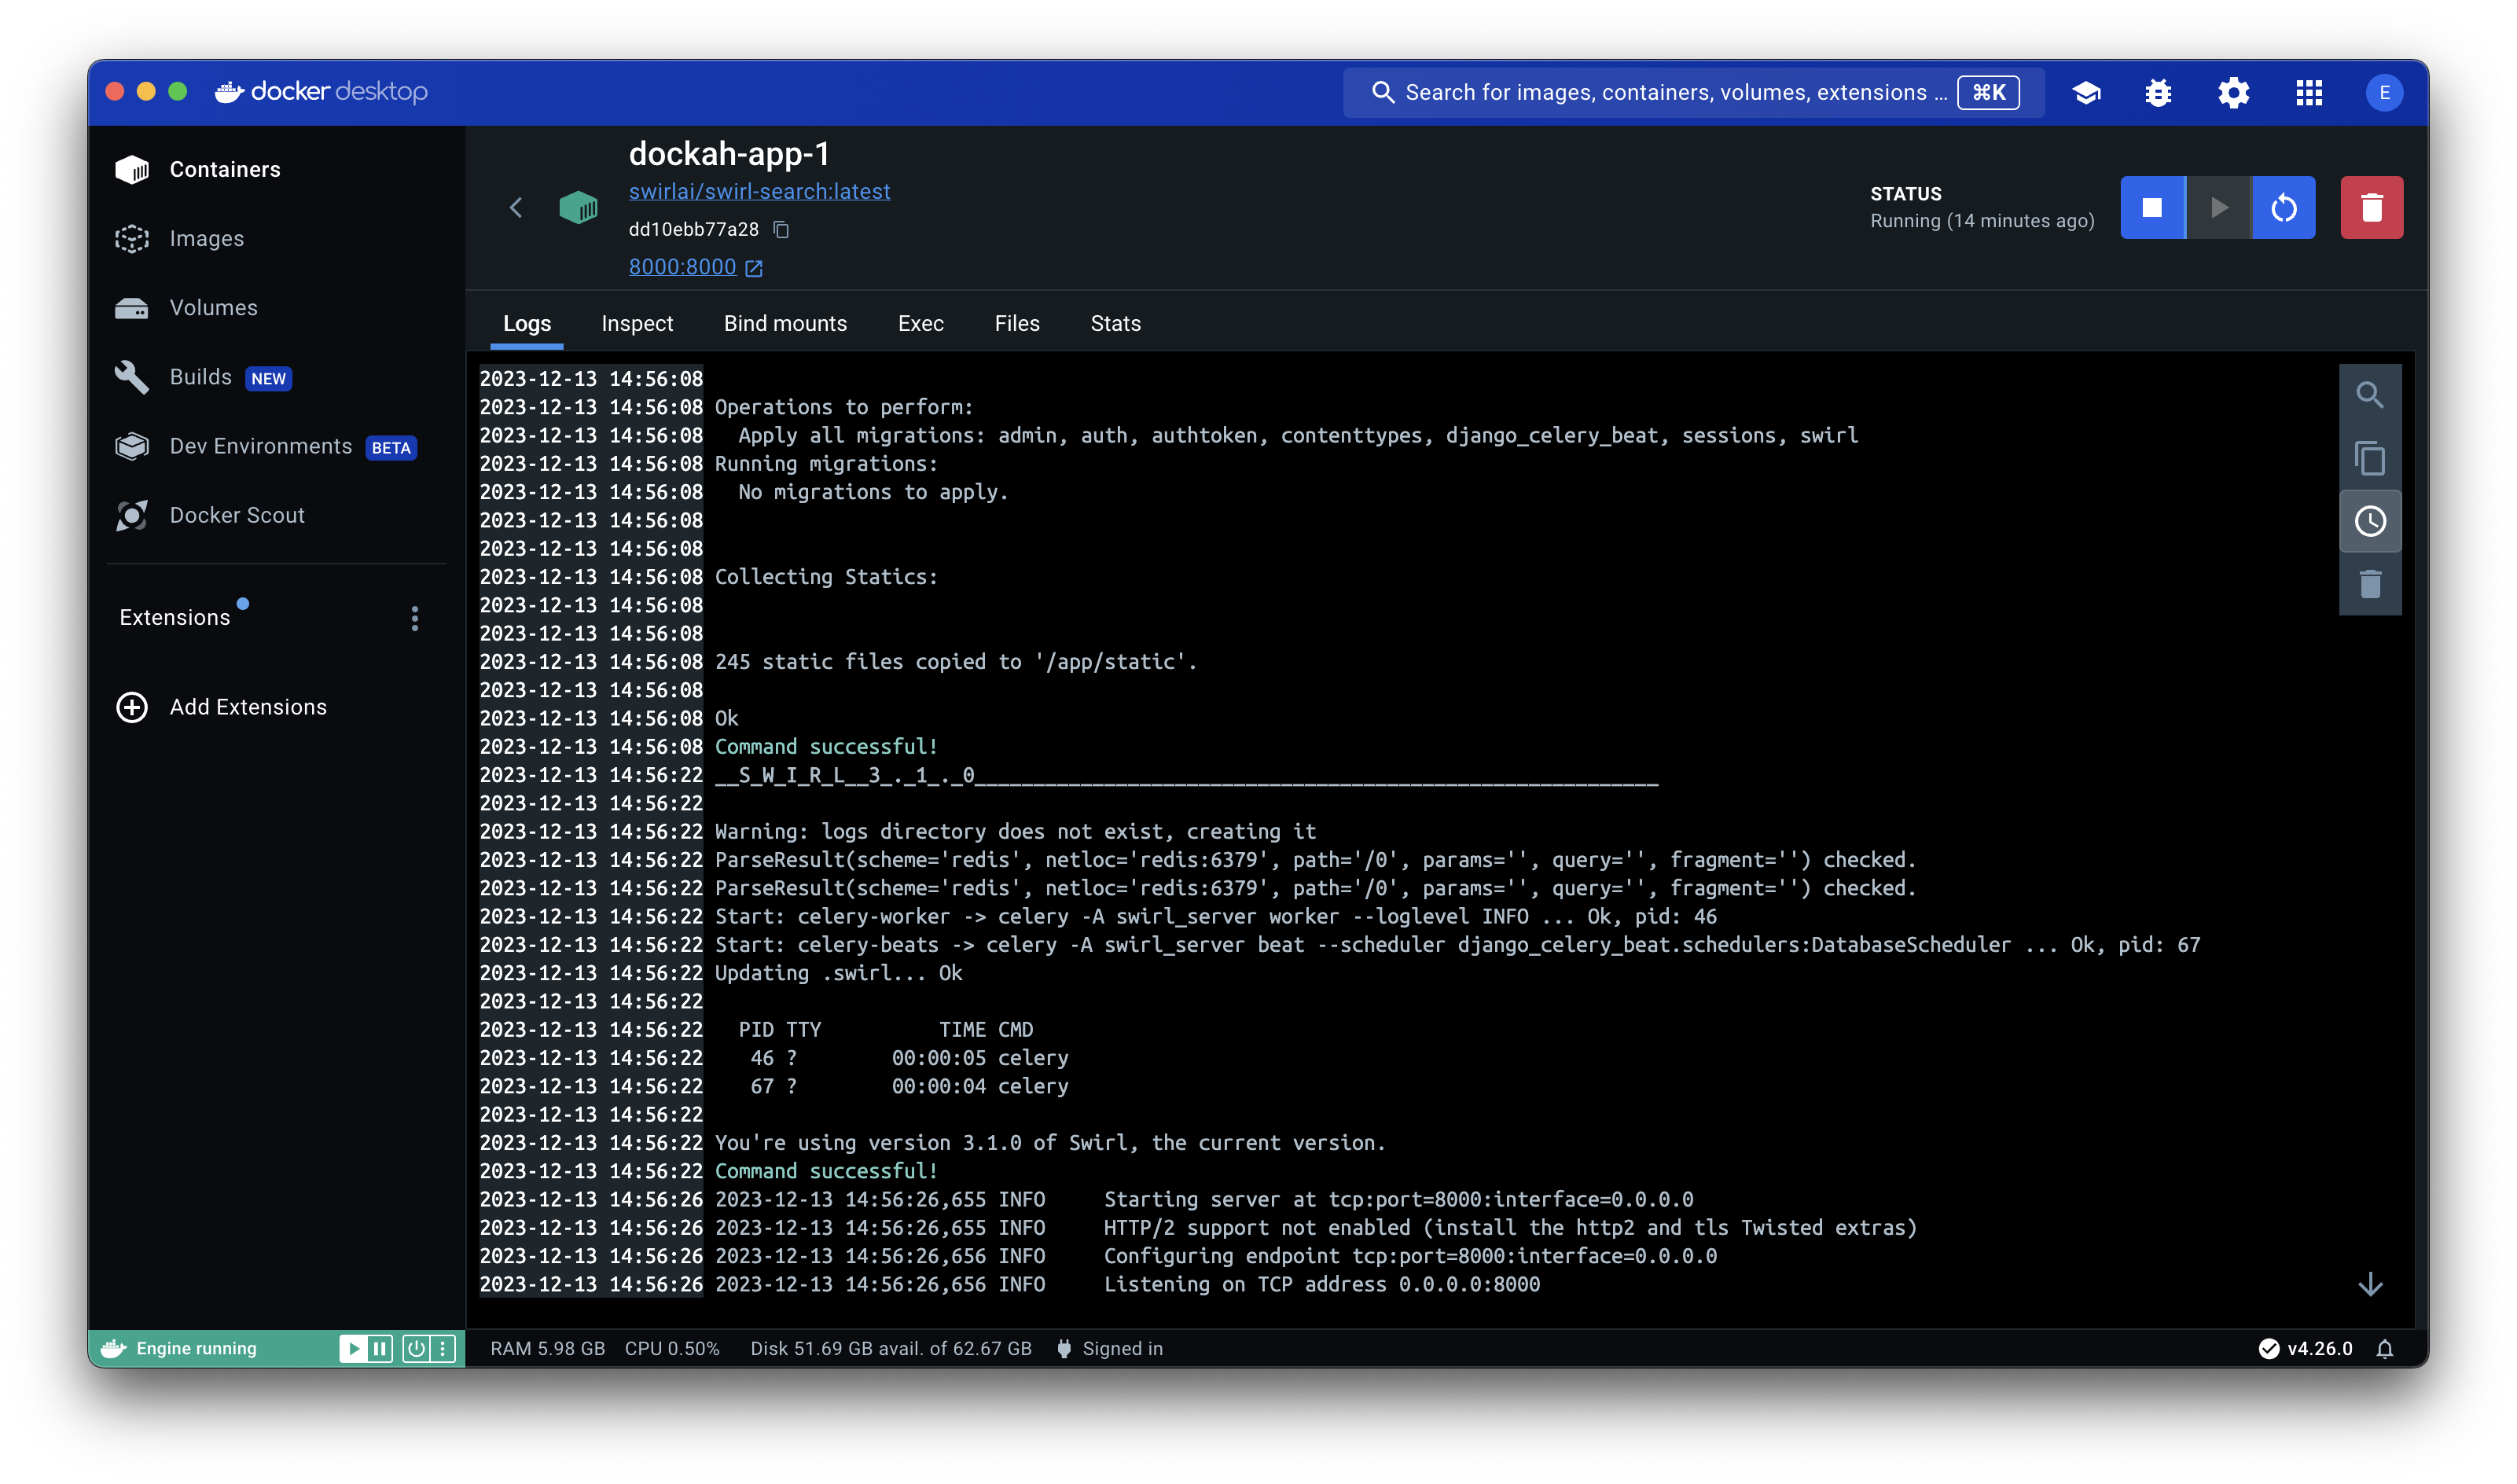 docker desktop
Search for images, containers, volumes, extensions ... ⌘K
E
Containers
Images
Volumes
Builds NEW
Dev Environments BETA
Docker Scout
Extensions
Add Extensions
dockah-app-1
swirlai/swirl-search:latest
dd10ebb77a28
8000:8000
STATUS
Running (14 minutes ago)
Logs Inspect Bind mounts Exec Files Stats
2023-12-13 14:56:08
2023-12-13 14:56:08 Operations to perform:
2023-12-13 14:56:08   Apply all migrations: admin, auth, authtoken, contenttypes, django_celery_beat, sessions, swirl
2023-12-13 14:56:08 Running migrations:
2023-12-13 14:56:08   No migrations to apply.
2023-12-13 14:56:08
2023-12-13 14:56:08
2023-12-13 14:56:08 Collecting Statics:
2023-12-13 14:56:08
2023-12-13 14:56:08
2023-12-13 14:56:08 245 static files copied to '/app/static'.
2023-12-13 14:56:08
2023-12-13 14:56:08 Ok
2023-12-13 14:56:08 Command successful!
2023-12-13 14:56:22 __S_W_I_R_L__3_._1_._0__________________________________________________________
2023-12-13 14:56:22
2023-12-13 14:56:22 Warning: logs directory does not exist, creating it
2023-12-13 14:56:22 ParseResult(scheme='redis', netloc='redis:6379', path='/0', params='', query='', fragment='') checked.
2023-12-13 14:56:22 ParseResult(scheme='redis', netloc='redis:6379', path='/0', params='', query='', fragment='') checked.
2023-12-13 14:56:22 Start: celery-worker -> celery -A swirl_server worker --loglevel INFO ... Ok, pid: 46
2023-12-13 14:56:22 Start: celery-beats -> celery -A swirl_server beat --scheduler django_celery_beat.schedulers:DatabaseScheduler ... Ok, pid: 67
2023-12-13 14:56:22 Updating .swirl... Ok
2023-12-13 14:56:22
2023-12-13 14:56:22   PID TTY          TIME CMD
2023-12-13 14:56:22    46 ?        00:00:05 celery
2023-12-13 14:56:22    67 ?        00:00:04 celery
2023-12-13 14:56:22
2023-12-13 14:56:22 You're using version 3.1.0 of Swirl, the current version.
2023-12-13 14:56:22 Command successful!
2023-12-13 14:56:26 2023-12-13 14:56:26,655 INFO     Starting server at tcp:port=8000:interface=0.0.0.0
2023-12-13 14:56:26 2023-12-13 14:56:26,655 INFO     HTTP/2 support not enabled (install the http2 and tls Twisted extras)
2023-12-13 14:56:26 2023-12-13 14:56:26,656 INFO     Configuring endpoint tcp:port=8000:interface=0.0.0.0
2023-12-13 14:56:26 2023-12-13 14:56:26,656 INFO     Listening on TCP address 0.0.0.0:8000
Engine running RAM 5.98 GB CPU 0.50% Disk 51.69 GB avail. of 62.67 GB Signed in v4.26.0